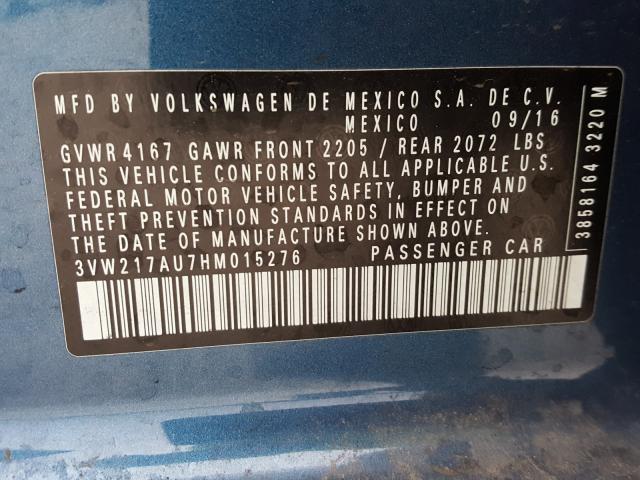 MFD BY VOLKSWAGEN DE MEXICO S.A. DE C.V.
MEXICO 09/16
GVWR 4167 GAWR FRONT 2205 / REAR 2072 LBS
THIS VEHICLE CONFORMS TO ALL APPLICABLE U.S.
FEDERAL MOTOR VEHICLE SAFETY, BUMPER AND
THEFT PREVENTION STANDARDS IN EFFECT ON
THE DATE OF MANUFACTURE SHOWN ABOVE.
3VW217AU7HM015276 PASSENGER CAR
3858164 3220 M